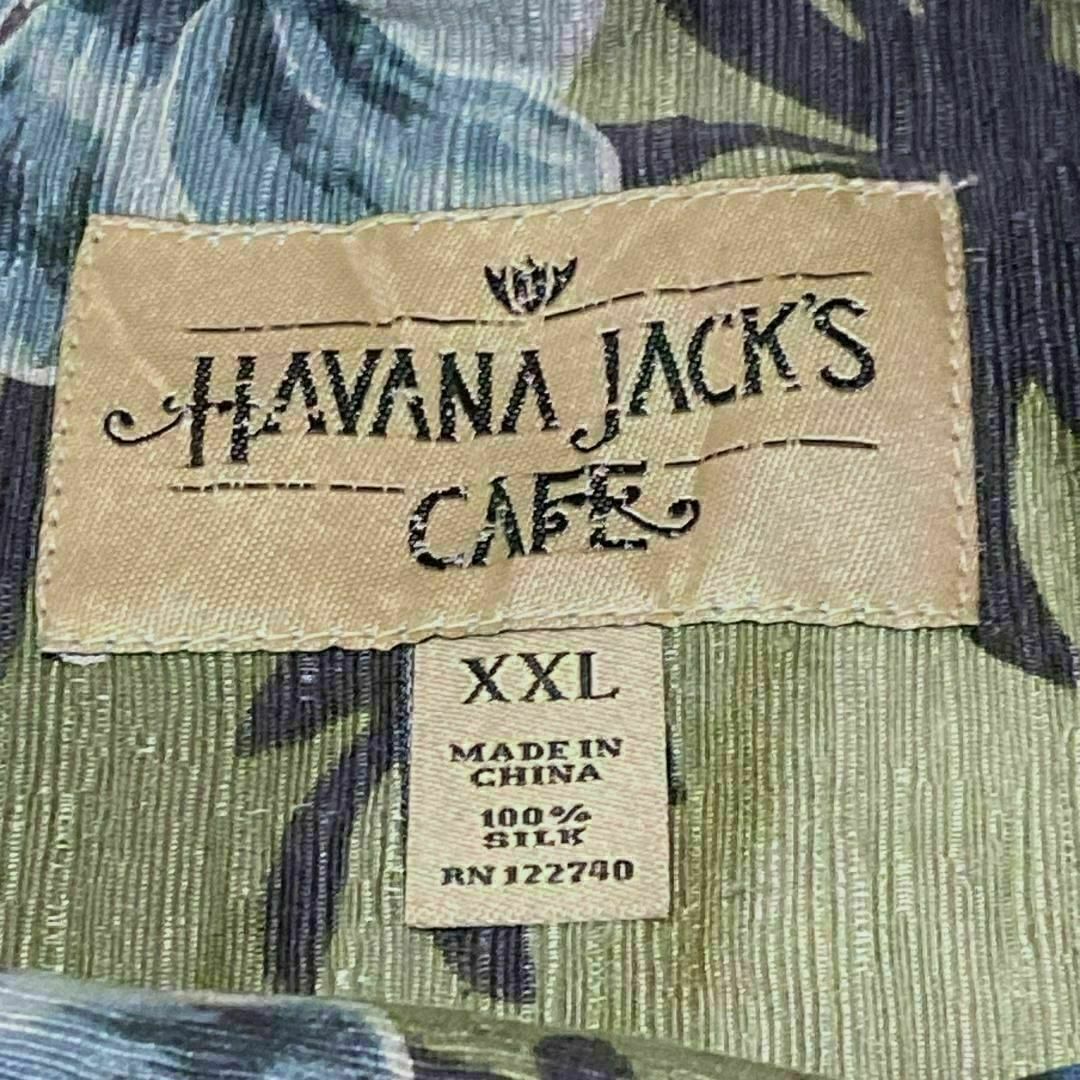 HAVANA JACK'S
CAFE
XXL
MADE IN
CHINA
100%
SILK
RN 122740